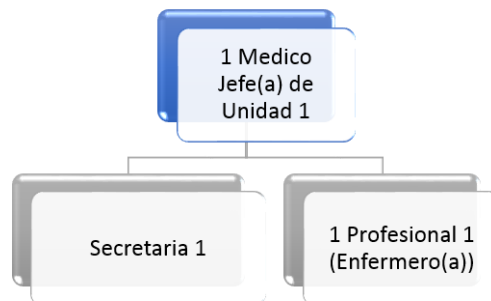 1 Medico
Jefe(a) de
Unidad 1
Secretaria 1
1 Profesional 1
(Enfermero(a))